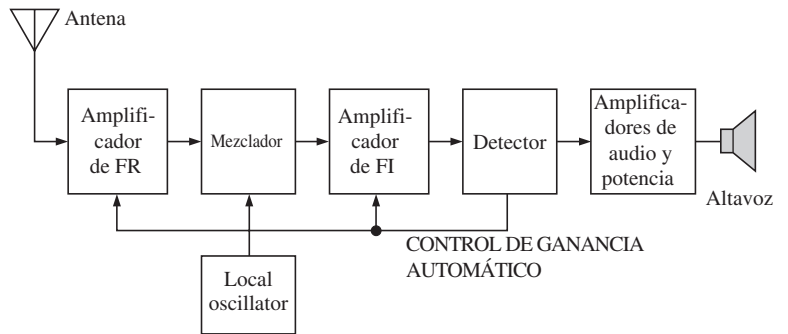 Antena
Amplifi-
cador
de FR
Mezclador
Amplifi-
cador
de FI
Detector
Amplifica-
dores de
audio y
potencia
Altavoz
CONTROL DE GANANCIA
AUTOMÁTICO
Local
oscillator